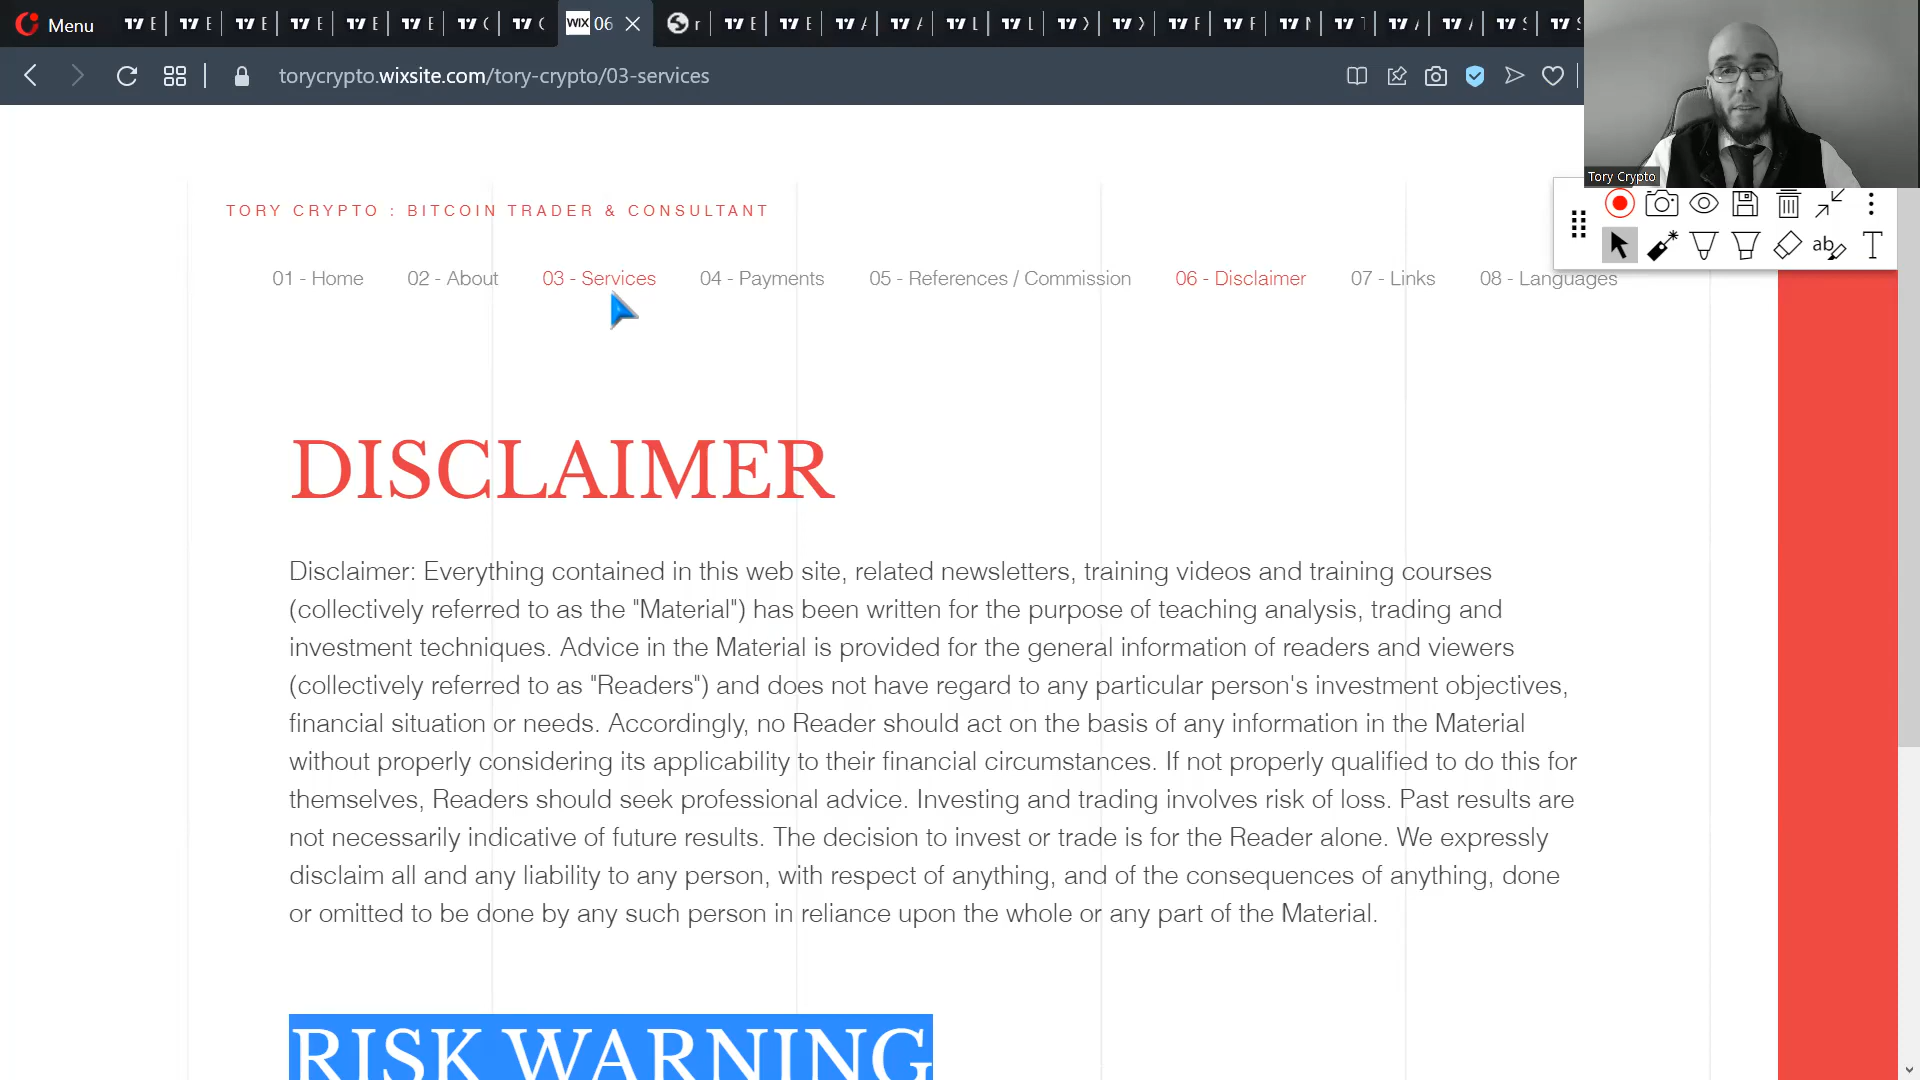 Menu
WIX 06
torycrypto.wixsite.com/tory-crypto/03-services
Tory Crypto
TORY CRYPTO : BITCOIN TRADER & CONSULTANT
01 - Home 02 - About 03 - Services 04 - Payments 05 - References / Commission 06 - Disclaimer 07 - Links 08 - Languages
DISCLAIMER
Disclaimer: Everything contained in this web site, related newsletters, training videos and training courses
(collectively referred to as the "Material") has been written for the purpose of teaching analysis, trading and
investment techniques. Advice in the Material is provided for the general information of readers and viewers
(collectively referred to as "Readers") and does not have regard to any particular person's investment objectives,
financial situation or needs. Accordingly, no Reader should act on the basis of any information in the Material
without properly considering its applicability to their financial circumstances. If not properly qualified to do this for
themselves, Readers should seek professional advice. Investing and trading involves risk of loss. Past results are
not necessarily indicative of future results. The decision to invest or trade is for the Reader alone. We expressly
disclaim all and any liability to any person, with respect of anything, and of the consequences of anything, done
or omitted to be done by any such person in reliance upon the whole or any part of the Material.
RISK WARNING